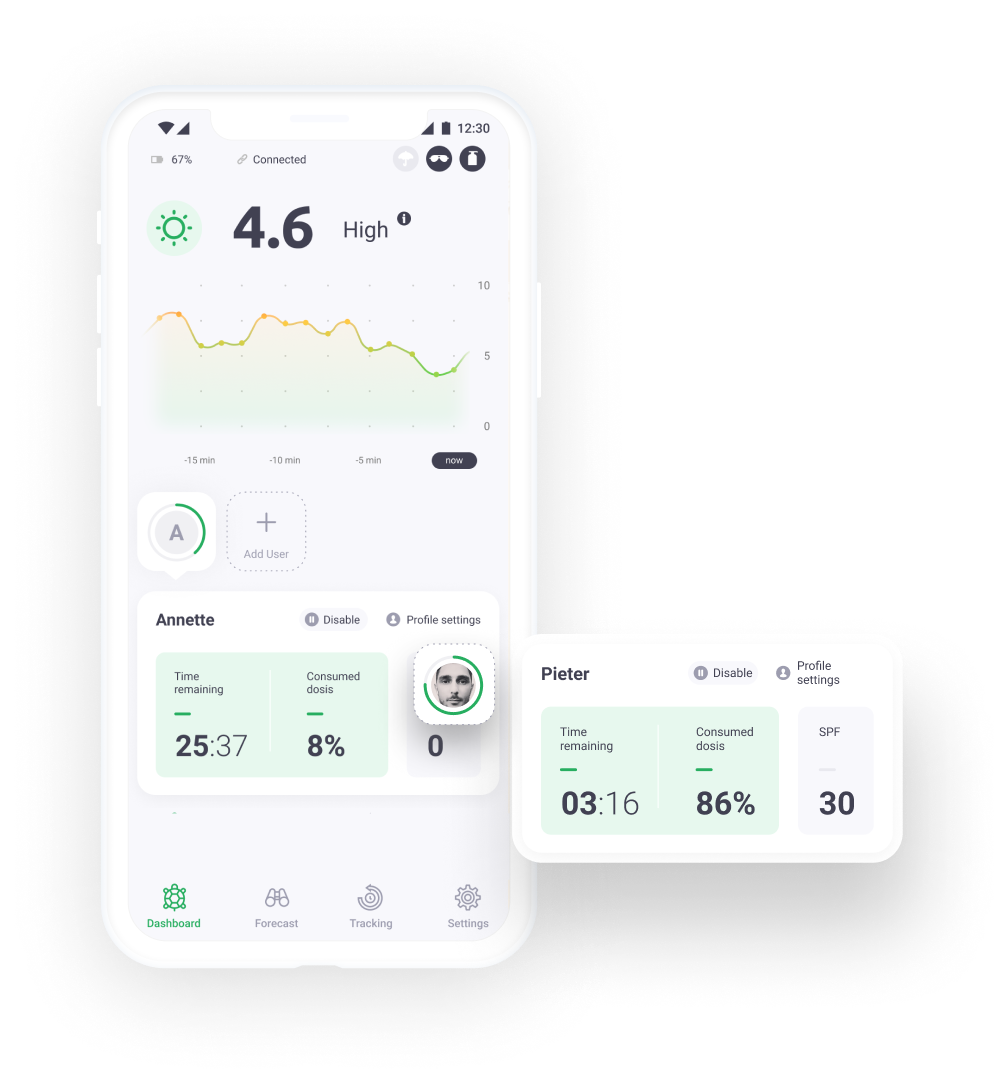 12:30
67%
Connected
4.6
High
10
5
0
-15 min
-10 min
-5 min
now
A
Add User
Annette
Disable
Profile settings
Time
remaining
Consumed
dosis
25:37
8%
0
Pieter
Disable
Profile
settings
Time
remaining
Consumed
dosis
SPF
03:16
86%
30
-
Dashboard
Forecast
Tracking
Settings